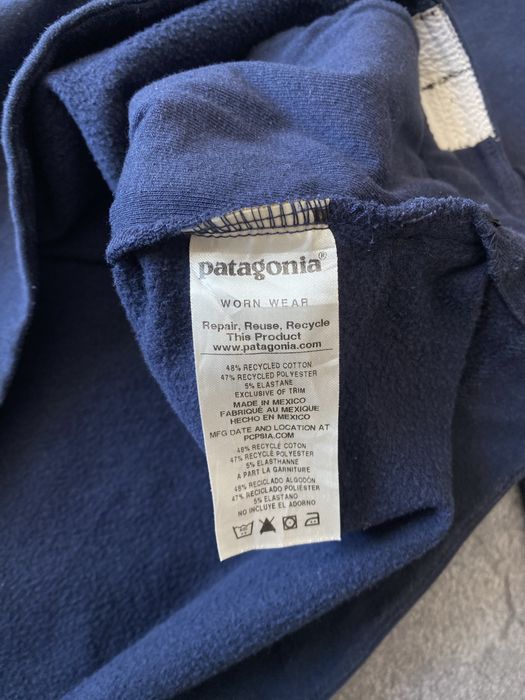 patagonia®
WORN WEAR
Repair, Reuse, Recycle
This Product
www.patagonia.com
48% RECYCLED COTTON
47% RECYCLED POLYESTER
5% ELASTANE
EXCLUSIVE OF TRIM
MADE IN MEXICO
FABRIQUÉ AU MEXIQUE
HECHO EN MEXICO
MFG DATE AND LOCATION AT
PCPSIA.COM
48% RECYCLE COTON
47% RECYCLE POLYESTER
5% ELASTHANNE
A PART LA GARNITURE
48% RECICLADO ALGODÓN
47% RECICLADO POLIÉSTER
5% ELASTANO
NO INCLUYE EL ADORNO